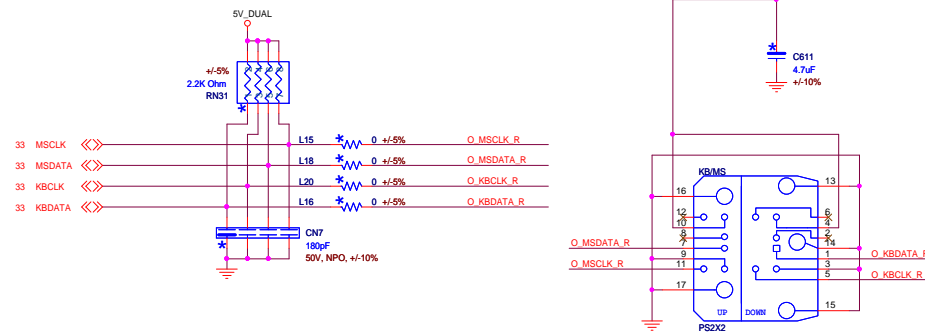 5V_DUAL
+/-5%
2.2K Ohm
RN31
*
33 MSCLK
L15 * 0 +/-5% O_MSCLK_R
33 MSDATA
L18 * 0 +/-5% O_MSDATA_R
33 KBCLK
L20 * 0 +/-5% O_KBCLK_R
33 KBDATA
L16 * 0 +/-5% O_KBDATA_R
CN7
*
180pF
50V, NPO, +/-10%
*
C611
4.7uF
+/-10%
KB/MS
16
13
12
6
10
4
8
2
O_MSDATA_R
7
14
9
1
O_KBDATA_R
O_MSCLK_R
11
3
5
O_KBCLK_R
17
15
UP DOWN
PS2X2